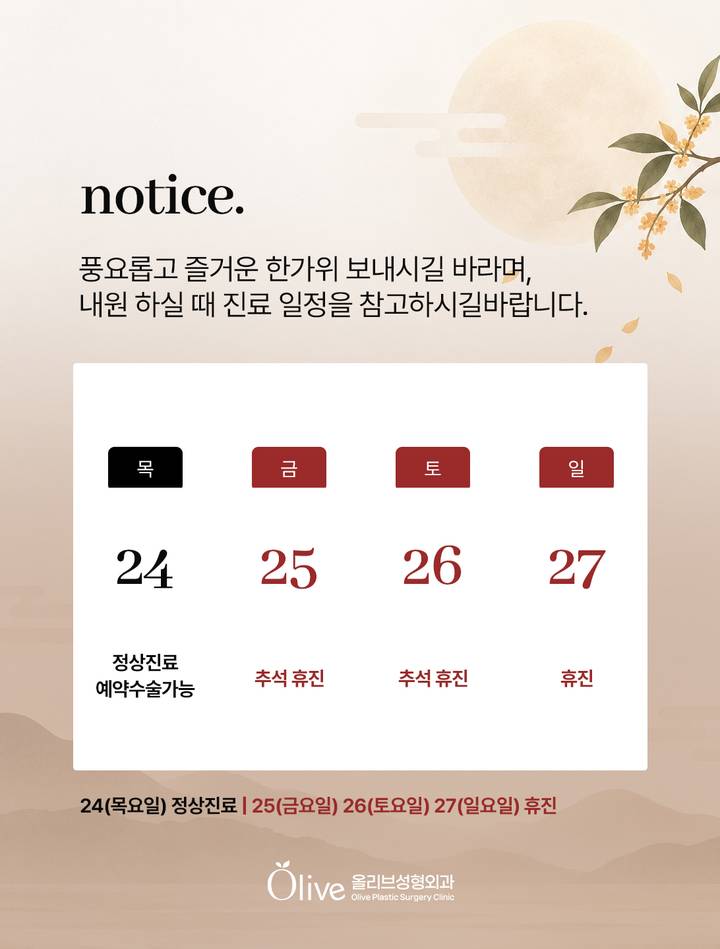 notice.
풍요롭고 즐거운 한가위 보내시길 바라며,
내원 하실 때 진료 일정을 참고하시길바랍니다.
목 금 토 일
24 25 26 27
정상진료
예약수술가능
추석 휴진
추석 휴진
휴진
24(목요일) 정상진료 | 25(금요일) 26(토요일) 27(일요일) 휴진
Olive 올리브성형외과
Olive Plastic Surgery Clinic